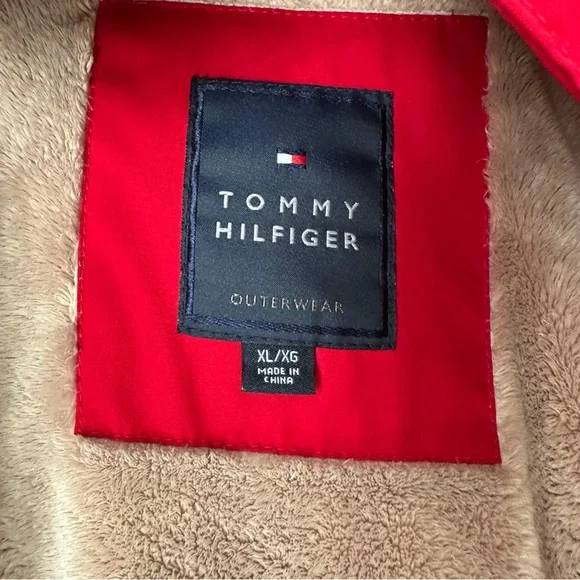 TOMMY
HILFIGER
OUTERWEAR
XL/XG
MADE IN
CHINA